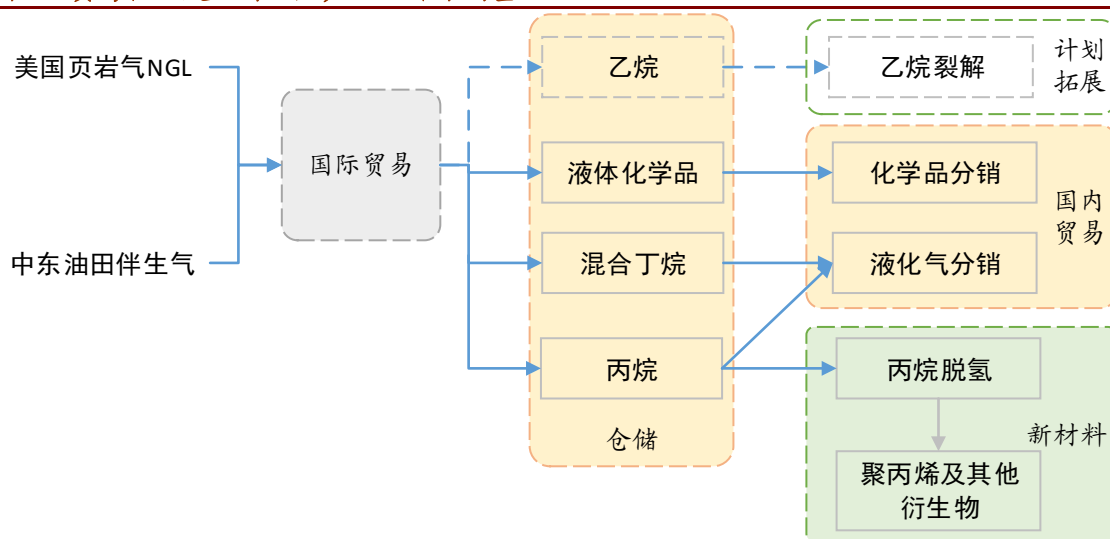 美国页岩气NGL
中东油田伴生气
国际贸易
乙烷
液体化学品
混合丁烷
丙烷
仓储
乙烷裂解
计划
拓展
化学品分销
液化气分销
国内
贸易
丙烷脱氢
新材料
聚丙烯及其他
衍生物